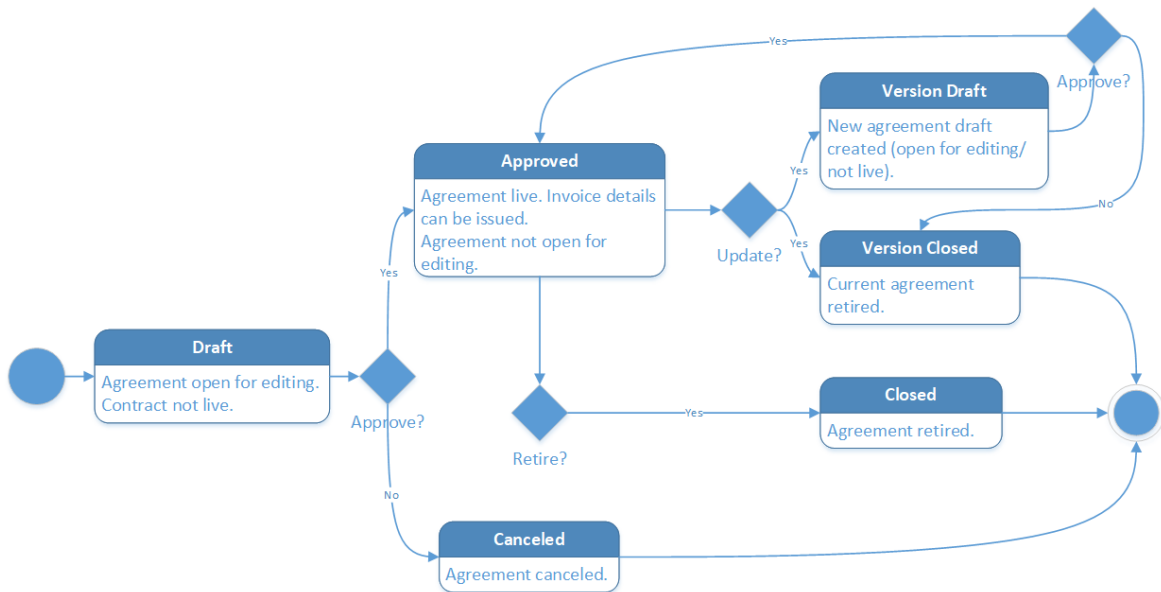 Yes
Approve?
Version Draft
New agreement draft
created (open for editing/
not live).
Approved
Agreement live. Invoice details
can be issued.
Agreement not open for
editing.
Yes
Update?
Yes
No
Version Closed
Current agreement
retired.
Yes
Draft
Agreement open for editing.
Contract not live.
Approve?
Retire?
Yes
Closed
Agreement retired.
No
Canceled
Agreement canceled.